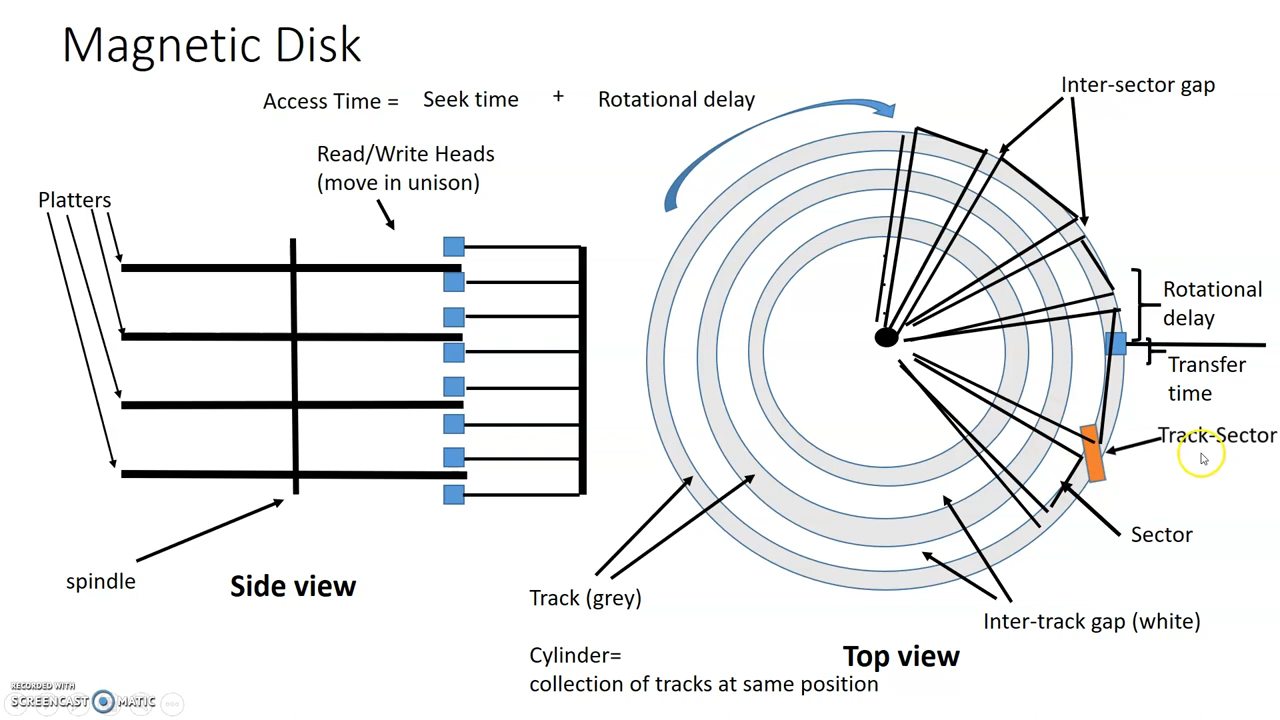 Magnetic Disk
Access Time = Seek time + Rotational delay
Inter-sector gap
Read/Write Heads
(move in unison)
Platters
Rotational
delay
Transfer
time
Track-Sector
Sector
spindle
Side view
Track (grey)
Inter-track gap (white)
Cylinder=
collection of tracks at same position
Top view
RECORDED WITH
SCREENCAST MATIC